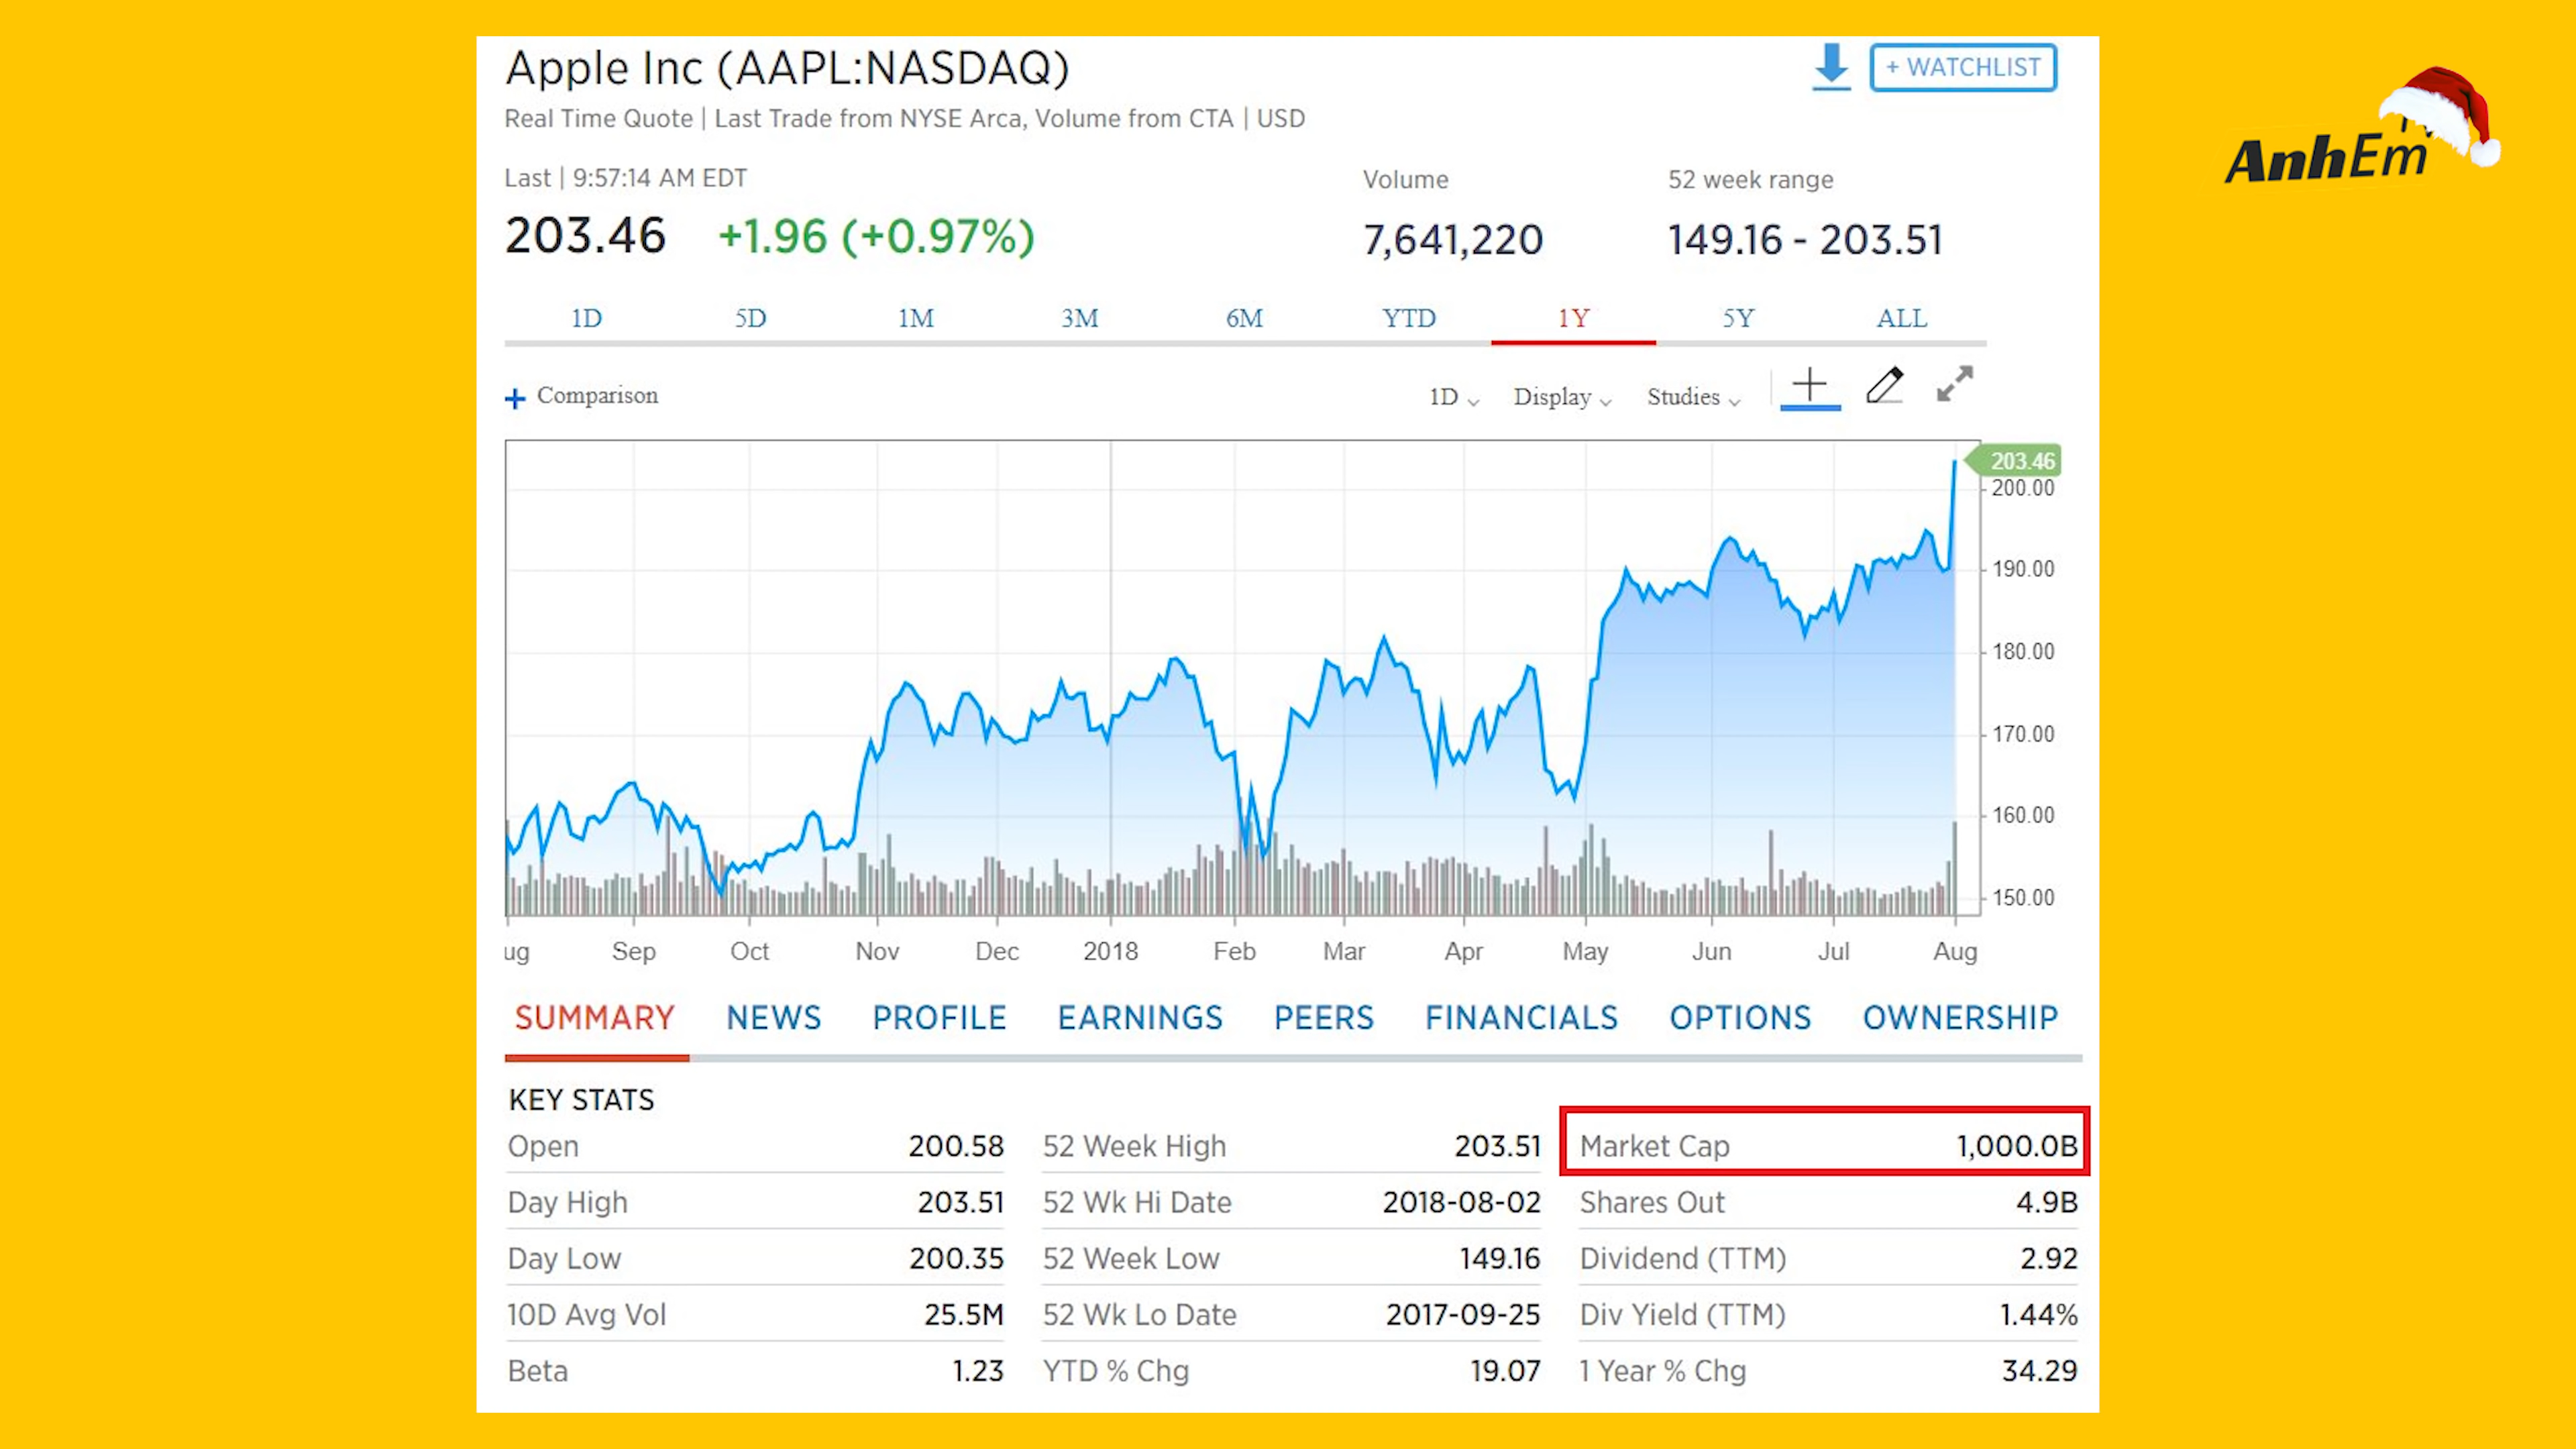 Apple Inc (AAPL:NASDAQ)
+ WATCHLIST
Real Time Quote | Last Trade from NYSE Arca, Volume from CTA | USD
Last | 9:57:14 AM EDT
Volume
52 week range
203.46 +1.96 (+0.97%)
7,641,220
149.16 - 203.51
1D 5D 1M 3M 6M YTD 1Y 5Y ALL
+ Comparison
1D Display Studies
203.46
200.00
190.00
180.00
170.00
160.00
150.00
ug Sep Oct Nov Dec 2018 Feb Mar Apr May Jun Jul Aug
SUMMARY NEWS PROFILE EARNINGS PEERS FINANCIALS OPTIONS OWNERSHIP
KEY STATS
Open 200.58 52 Week High 203.51 Market Cap 1,000.0B
Day High 203.51 52 Wk Hi Date 2018-08-02 Shares Out 4.9B
Day Low 200.35 52 Week Low 149.16 Dividend (TTM) 2.92
10D Avg Vol 25.5M 52 Wk Lo Date 2017-09-25 Div Yield (TTM) 1.44%
Beta 1.23 YTD % Chg 19.07 1 Year % Chg 34.29
AnhEm